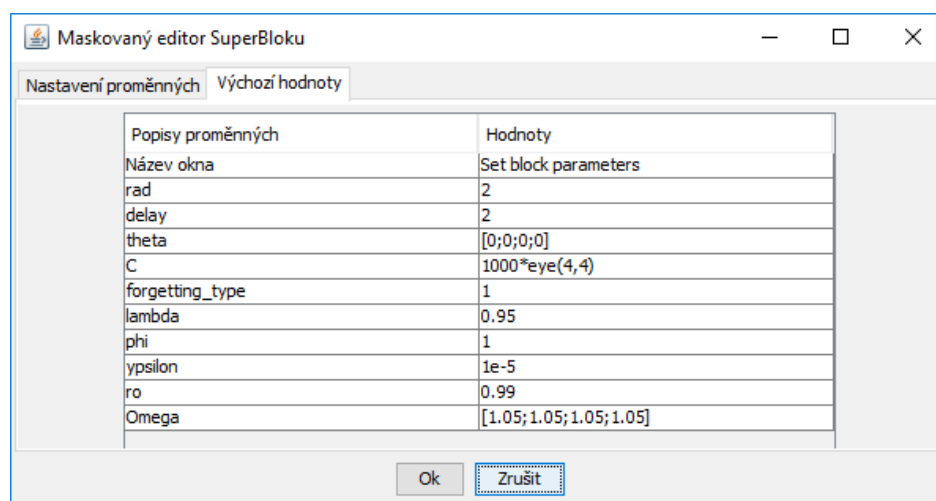 Maskovaný editor SuperBloku
Nastavení proměnných Výchozí hodnoty
Popisy proměnných Hodnoty
Název okna Set block parameters
rad 2
delay 2
theta [0;0;0;0]
C 1000*eye(4,4)
forgetting_type 1
lambda 0.95
phi 1
ypsilon 1e-5
ro 0.99
Omega [1.05;1.05;1.05;1.05]
Ok Zrušit